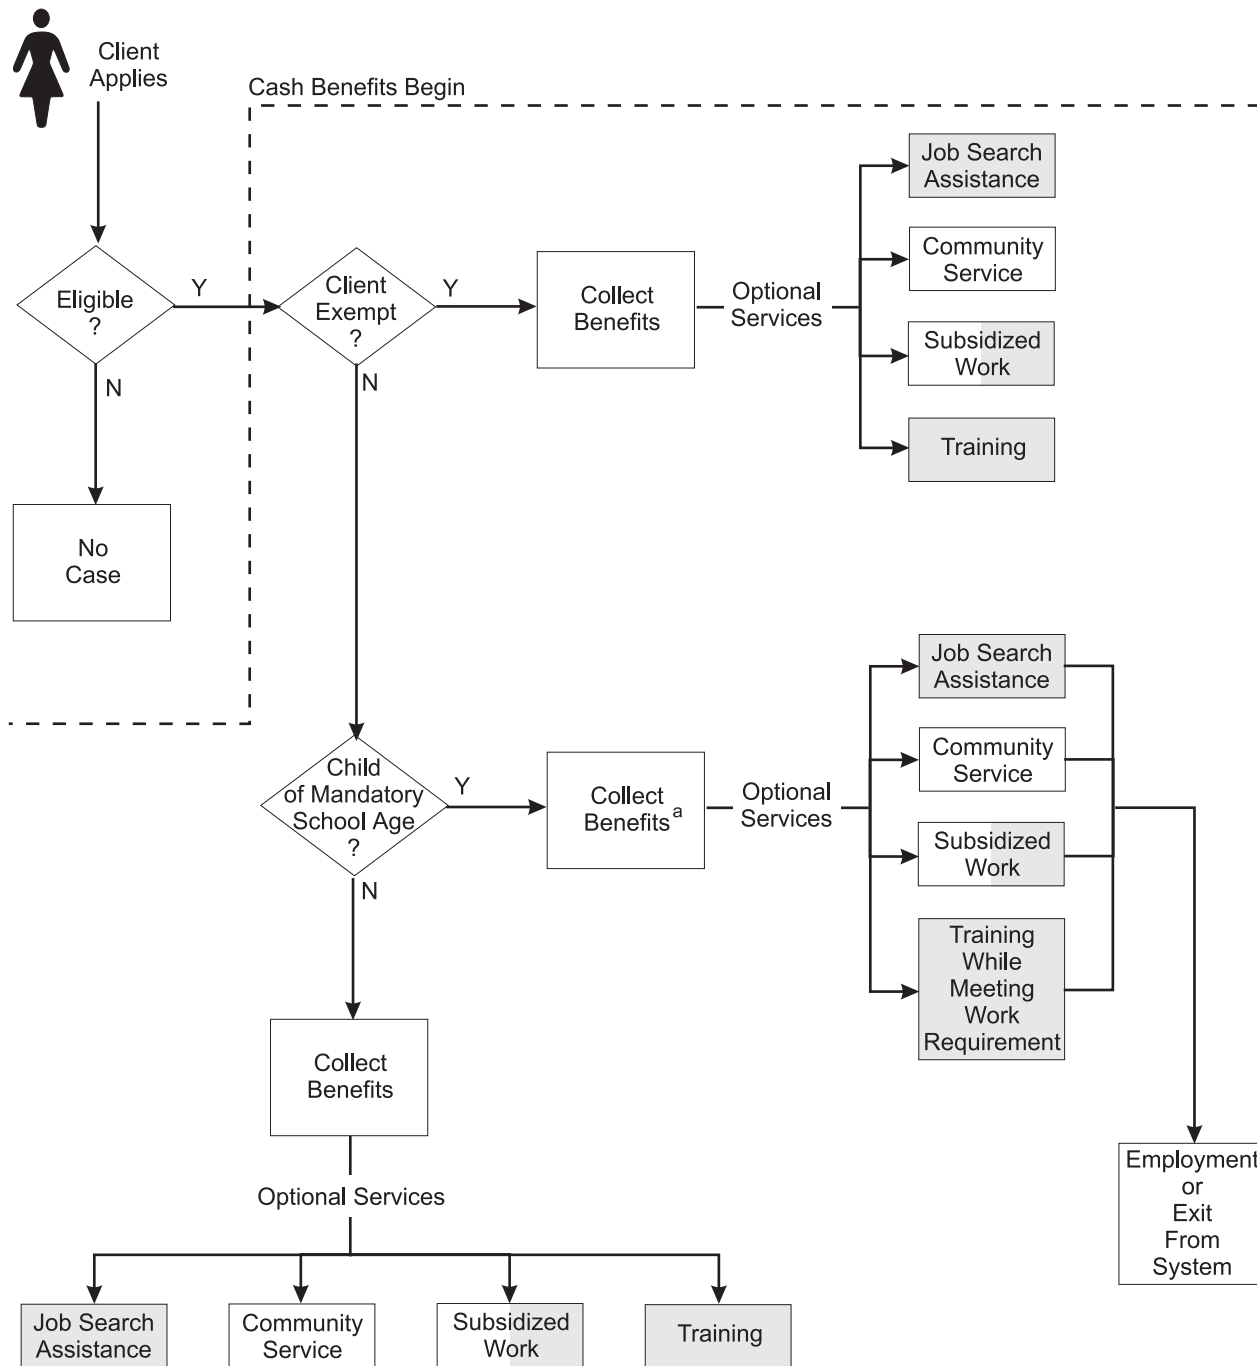 Client
Applies
Cash Benefits Begin
Job Search
Assistance
Community
Service
Subsidized
Work
Training
Eligible
?
Y
N
Client
Exempt
?
Y
N
Collect
Benefits
Optional
Services
No
Case
Child
of Mandatory
School Age
?
Y
N
Collect
Benefits a
Optional
Services
Job Search
Assistance
Community
Service
Subsidized
Work
Training
While
Meeting
Work
Requirement
Employment
or
Exit
From
System
Collect
Benefits
Optional Services
Job Search
Assistance
Community
Service
Subsidized
Work
Training